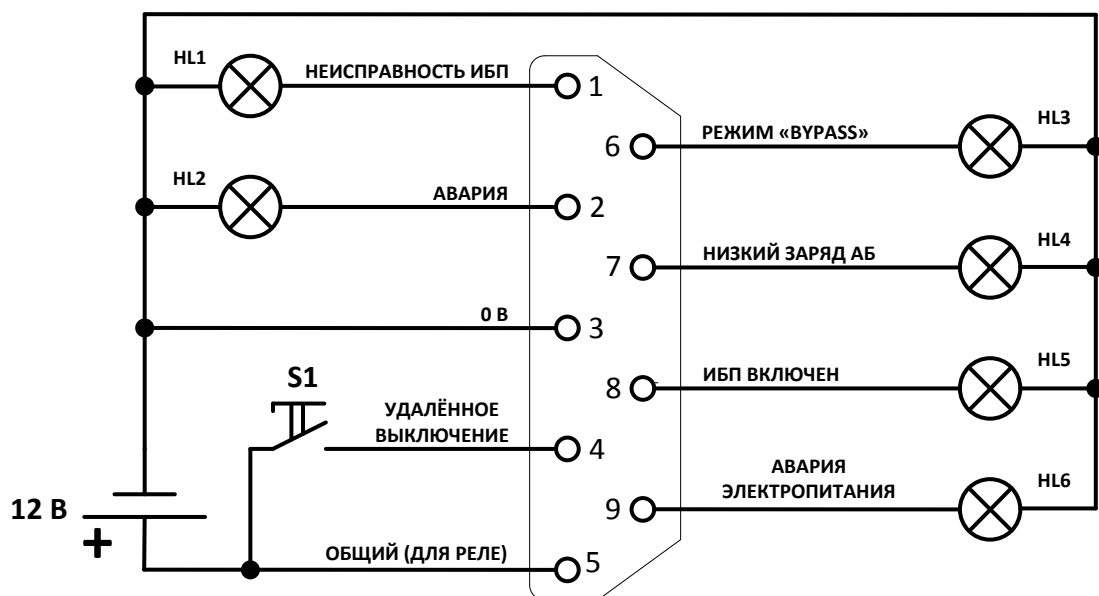 HL1
НЕИСПРАВНОСТЬ ИБП
1
6
РЕЖИМ «BYPASS»
HL3
HL2
АВАРИЯ
2
7
НИЗКИЙ ЗАРЯД АБ
HL4
0 В
3
S1
8
ИБП ВКЛЮЧЕН
HL5
УДАЛЁННОЕ
ВЫКЛЮЧЕНИЕ
4
АВАРИЯ
ЭЛЕКТРОПИТАНИЯ
HL6
12 В
9
+
ОБЩИЙ (ДЛЯ РЕЛЕ)
5